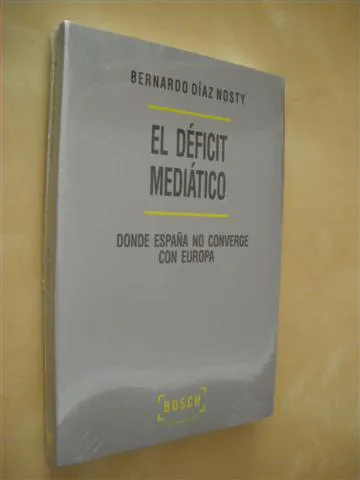 BERNARDO DÍAZ NOSTY
EL DÉFICIT
MEDIÁTICO
DONDE ESPAÑA NO CONVERGE
CON EUROPA
BOSCH